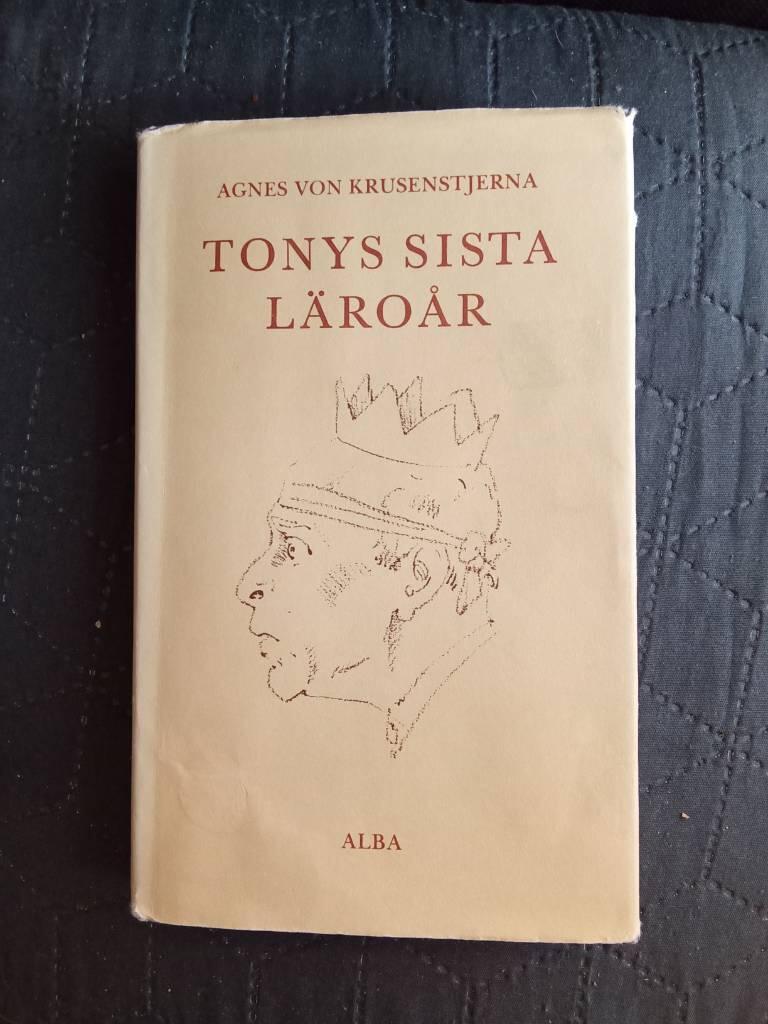 AGNES VON KRUSENSTJERNA
TONYS SISTA
LÄROÅR
ALBA